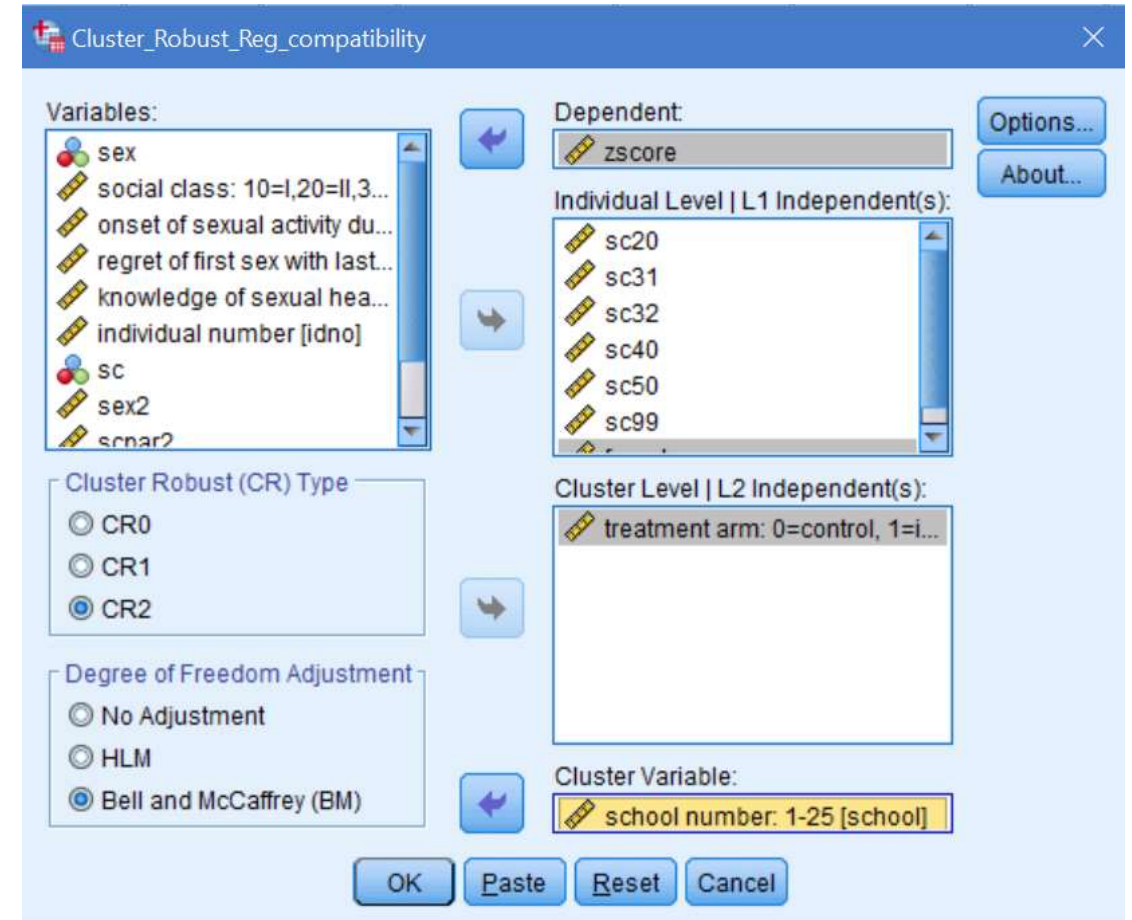 Cluster_Robust_Reg_compatibility
Variables:
sex
social class: 10=I,20=II,3...
onset of sexual activity du...
regret of first sex with last...
knowledge of sexual hea...
individual number [idno]
sc
sex2
scpar2
Cluster Robust (CR) Type
CR0
CR1
CR2
Degree of Freedom Adjustment
No Adjustment
HLM
Bell and McCaffrey (BM)
Dependent:
zscore
Individual Level | L1 Independent(s):
sc20
sc31
sc32
sc40
sc50
sc99
Cluster Level | L2 Independent(s):
treatment arm: 0=control, 1=i...
Cluster Variable:
school number: 1-25 [school]
Options...
About...
OK Paste Reset Cancel